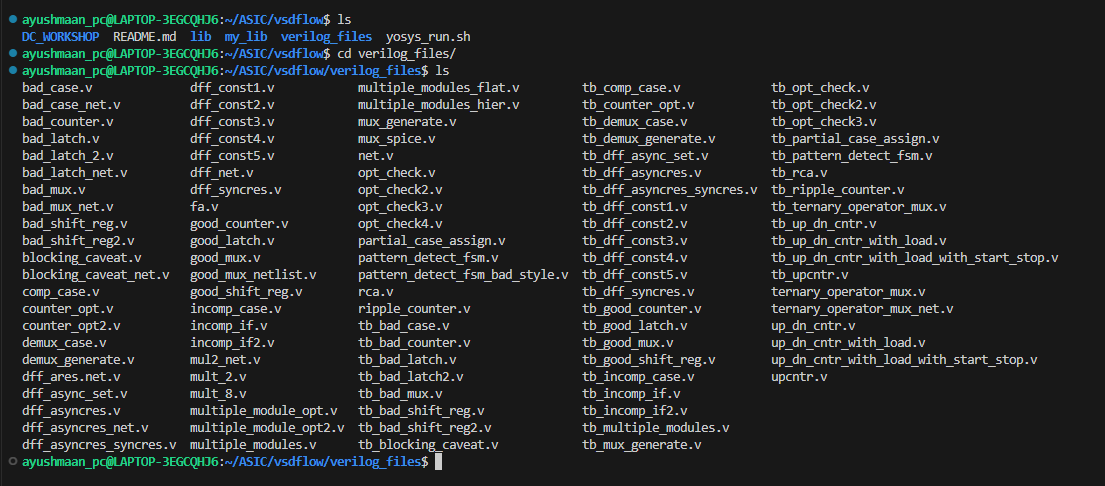 ayushmaan_pc@LAPTOP-3EGCQHJ6:~/ASIC/vsdflow$ ls
DC_WORKSHOP README.md lib my_lib verilog_files yosys_run.sh
ayushmaan_pc@LAPTOP-3EGCQHJ6:~/ASIC/vsdflow$ cd verilog_files/
ayushmaan_pc@LAPTOP-3EGCQHJ6:~/ASIC/vsdflow/verilog_files$ ls
bad_case.v dff_const1.v multiple_modules_flat.v tb_comp_case.v tb_opt_check.v
bad_case_net.v dff_const2.v multiple_modules_hier.v tb_counter_opt.v tb_opt_check2.v
bad_counter.v dff_const3.v mux_generate.v tb_demux_case.v tb_opt_check3.v
bad_latch.v dff_const4.v mux_spice.v tb_demux_generate.v tb_partial_case_assign.v
bad_latch_2.v dff_const5.v net.v tb_dff_async_set.v tb_pattern_detect_fsm.v
bad_latch_net.v dff_net.v opt_check.v tb_dff_asyncres.v tb_rca.v
bad_mux.v dff_syncres.v opt_check2.v tb_dff_asyncres_syncres.v tb_ripple_counter.v
bad_mux_net.v fa.v opt_check3.v tb_dff_const1.v tb_ternary_operator_mux.v
bad_shift_reg.v good_counter.v opt_check4.v tb_dff_const2.v tb_up_dn_cntr.v
bad_shift_reg2.v good_latch.v partial_case_assign.v tb_dff_const3.v tb_up_dn_cntr_with_load.v
blocking_caveat.v good_mux.v pattern_detect_fsm.v tb_dff_const4.v tb_up_dn_cntr_with_load_with_start_stop.v
blocking_caveat_net.v good_mux_netlist.v pattern_detect_fsm_bad_style.v tb_dff_const5.v tb_upcntr.v
comp_case.v good_shift_reg.v rca.v tb_dff_syncres.v ternary_operator_mux.v
counter_opt.v incomp_case.v ripple_counter.v tb_good_counter.v ternary_operator_mux_net.v
counter_opt2.v incomp_if.v tb_bad_case.v tb_good_latch.v up_dn_cntr.v
demux_case.v incomp_if2.v tb_bad_counter.v tb_good_mux.v up_dn_cntr_with_load.v
demux_generate.v mul2_net.v tb_bad_latch.v tb_good_shift_reg.v up_dn_cntr_with_load_with_start_stop.v
dff_ares.net.v mult_2.v tb_bad_latch2.v tb_incomp_case.v upcntr.v
dff_async_set.v mult_8.v tb_bad_mux.v tb_incomp_if.v
dff_asyncres.v multiple_module_opt.v tb_bad_shift_reg.v tb_incomp_if2.v
dff_asyncres_net.v multiple_module_opt2.v tb_bad_shift_reg2.v tb_multiple_modules.v
dff_asyncres_syncres.v multiple_modules.v tb_blocking_caveat.v tb_mux_generate.v
ayushmaan_pc@LAPTOP-3EGCQHJ6:~/ASIC/vsdflow/verilog_files$